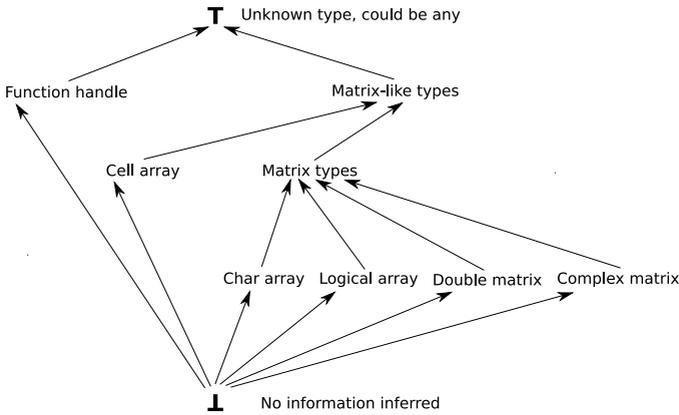 ⊤ Unknown type, could be any
Function handle
Matrix-like types
Cell array
Matrix types
Char array
Logical array
Double matrix
Complex matrix
⊥ No information inferred